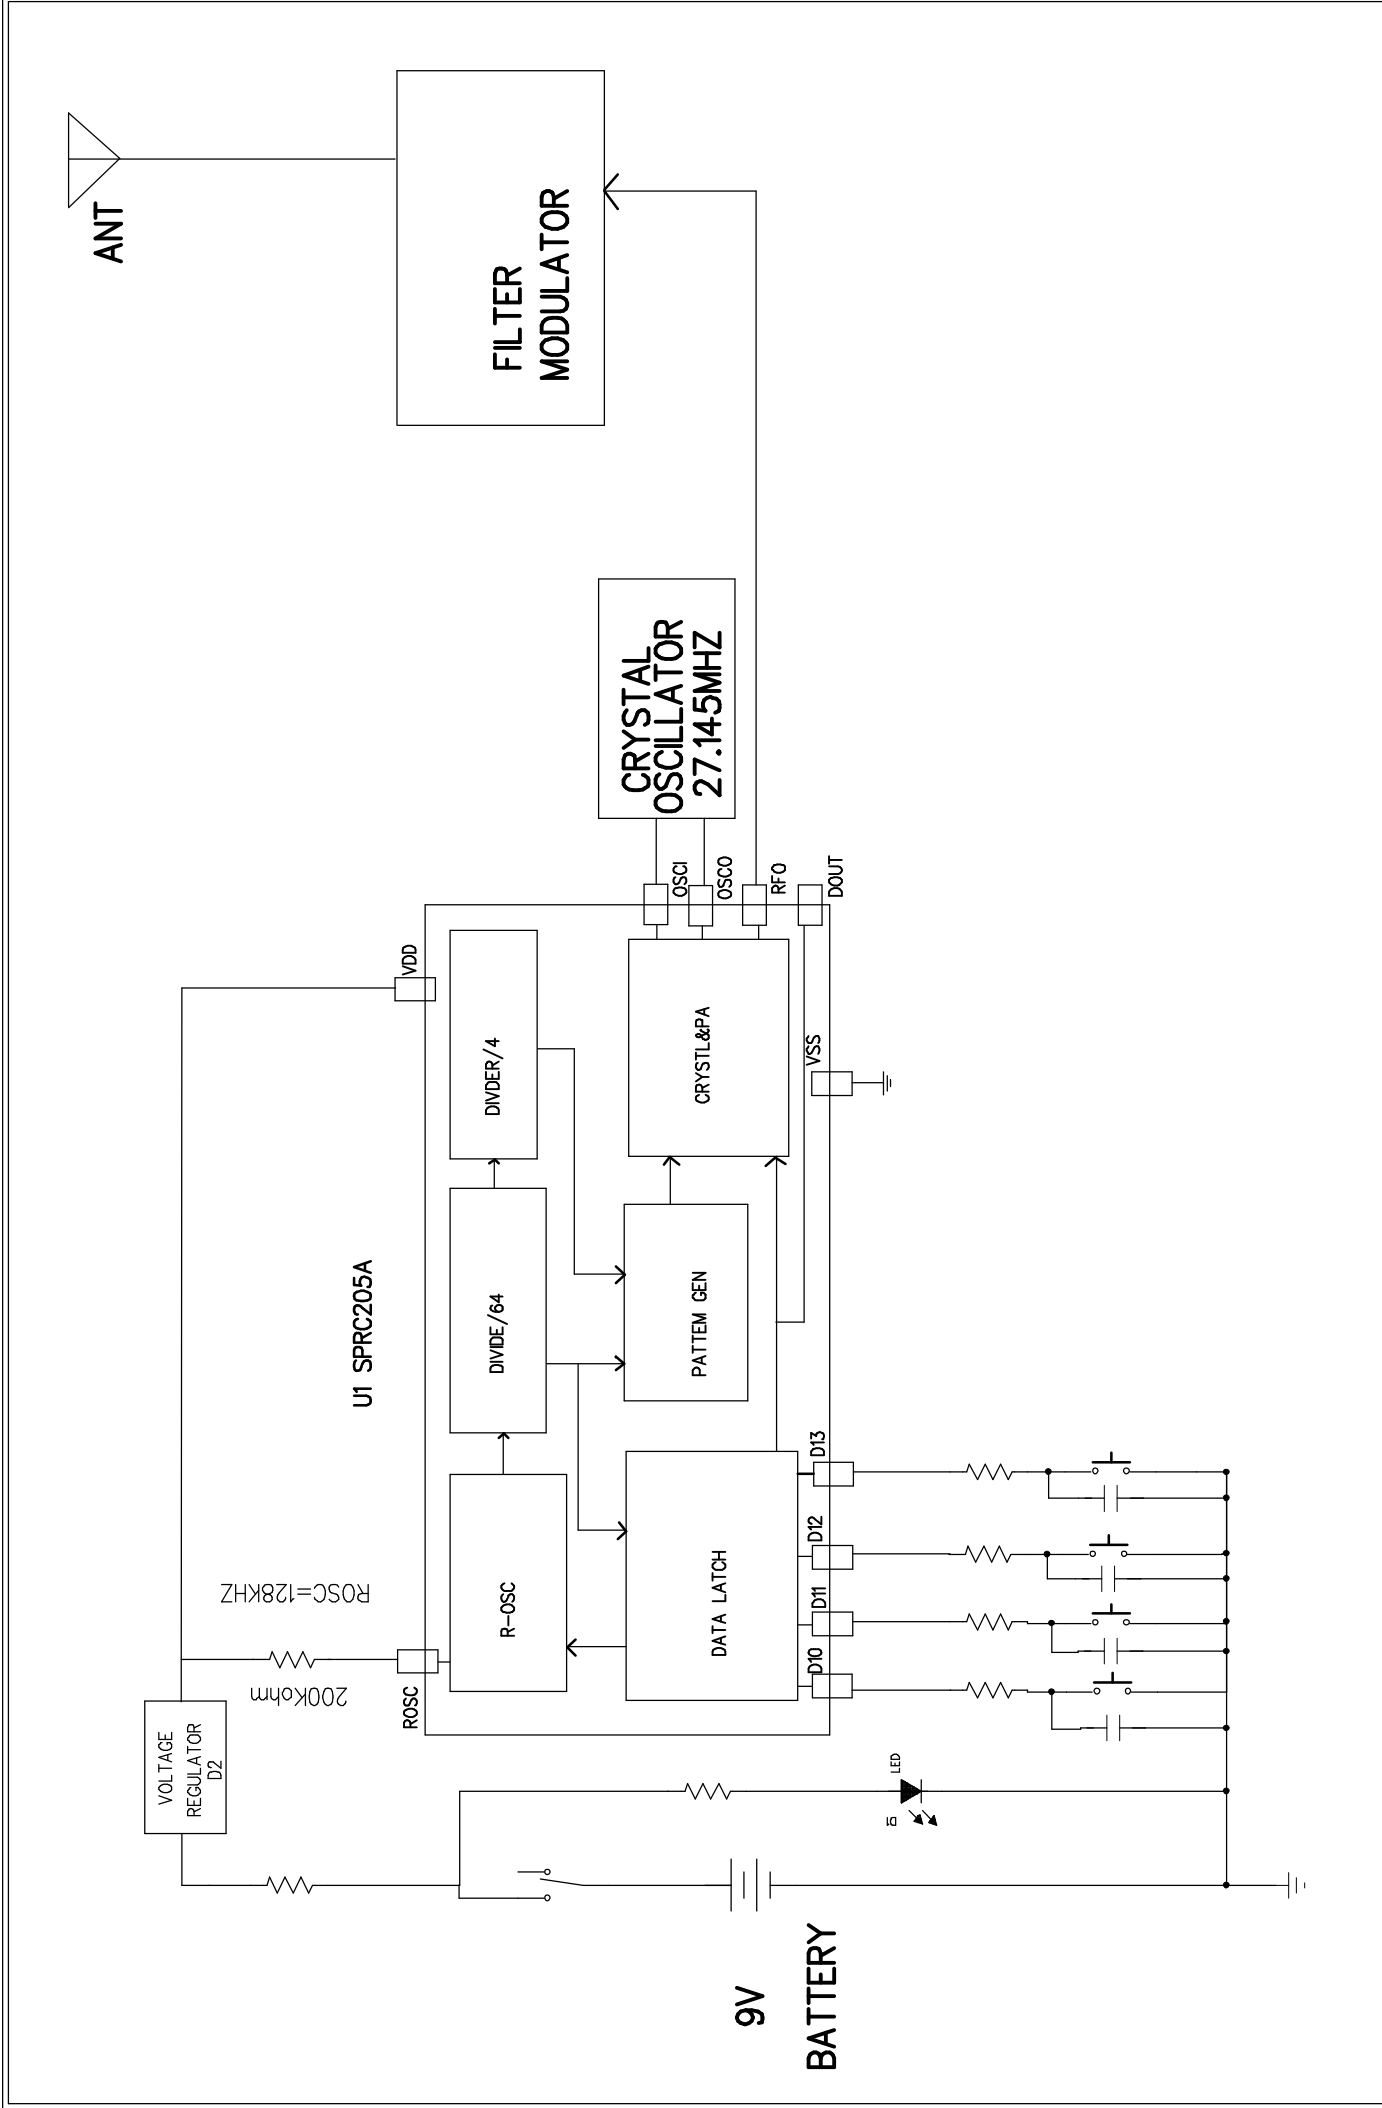 ANT
FILTER
MODULATOR
CRYSTAL
OSCILLATOR
27.145MHZ
OSCI
OSCO
RFO
DOUT
VDD
VSS
U1 SPRC205A
DIVDER/4
CRYSTL&PA
DIVIDE/64
PATTEM GEN
R-OSC
DATA LATCH
D13
D12
D11
D10
ROSC=128KHZ
200Kohm
ROSC
VOLTAGE
REGULATOR
D2
LED
D1
9V
BATTERY